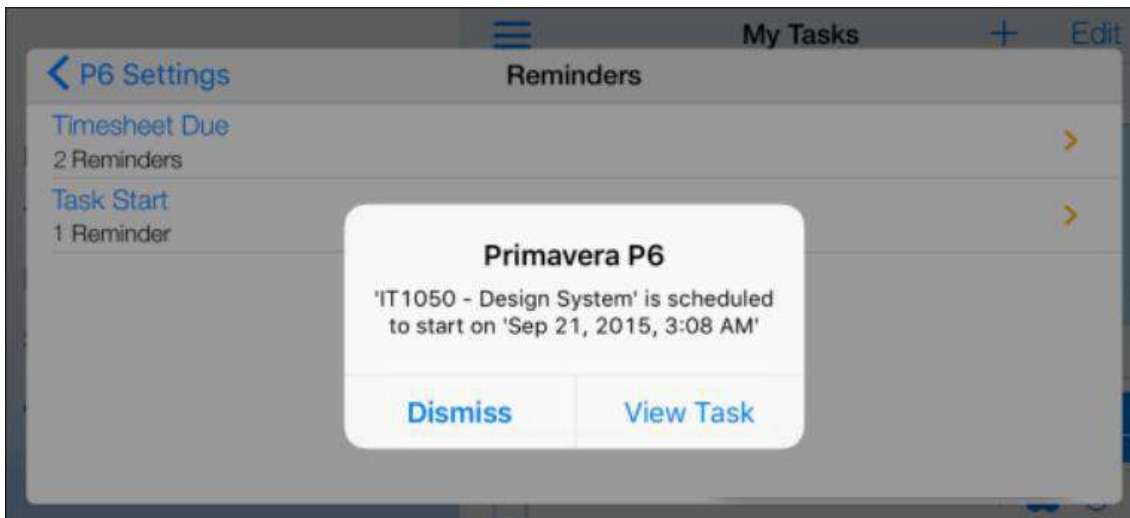 My Tasks + Edit
P6 Settings Reminders
Timesheet Due
2 Reminders
Task Start
1 Reminder
Primavera P6
'IT1050 - Design System' is scheduled
to start on 'Sep 21, 2015, 3:08 AM'
Dismiss View Task